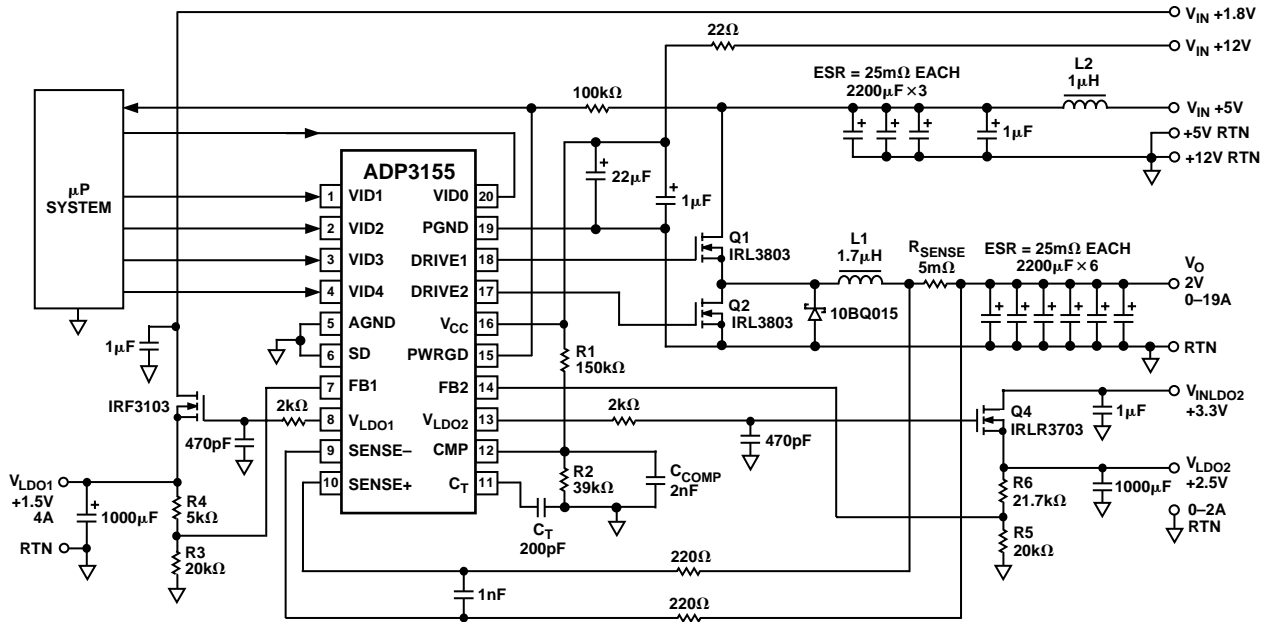 V_IN +1.8V
22Ω
V_IN +12V
ESR = 25mΩ EACH
2200μF ×3
L2
1μH
100kΩ
V_IN +5V
1μF
+5V RTN
+12V RTN
μP
SYSTEM
ADP3155
1 VID1
VID0 20
2 VID2
PGND 19
3 VID3
DRIVE1 18
4 VID4
DRIVE2 17
5 AGND
V_CC 16
6 SD
PWRGD 15
7 FB1
FB2 14
8 V_LDO1
V_LDO2 13
9 SENSE–
CMP 12
10 SENSE+
C_T 11
22μF
1μF
Q1
IRL3803
Q2
IRL3803
L1
1.7μH
R_SENSE
5mΩ
ESR = 25mΩ EACH
2200μF ×6
V_O
2V
0–19A
10BQ015
RTN
1μF
R1
150kΩ
IRF3103
2kΩ
470pF
2kΩ
470pF
Q4
IRLR3703
1μF
V_INLDO2
+3.3V
V_LDO1
+1.5V
4A
1000μF
RTN
R4
5kΩ
R3
20kΩ
R2
39kΩ
C_COMP
2nF
C_T
200pF
R6
21.7kΩ
R5
20kΩ
1000μF
V_LDO2
+2.5V
0–2A
RTN
220Ω
1nF
220Ω